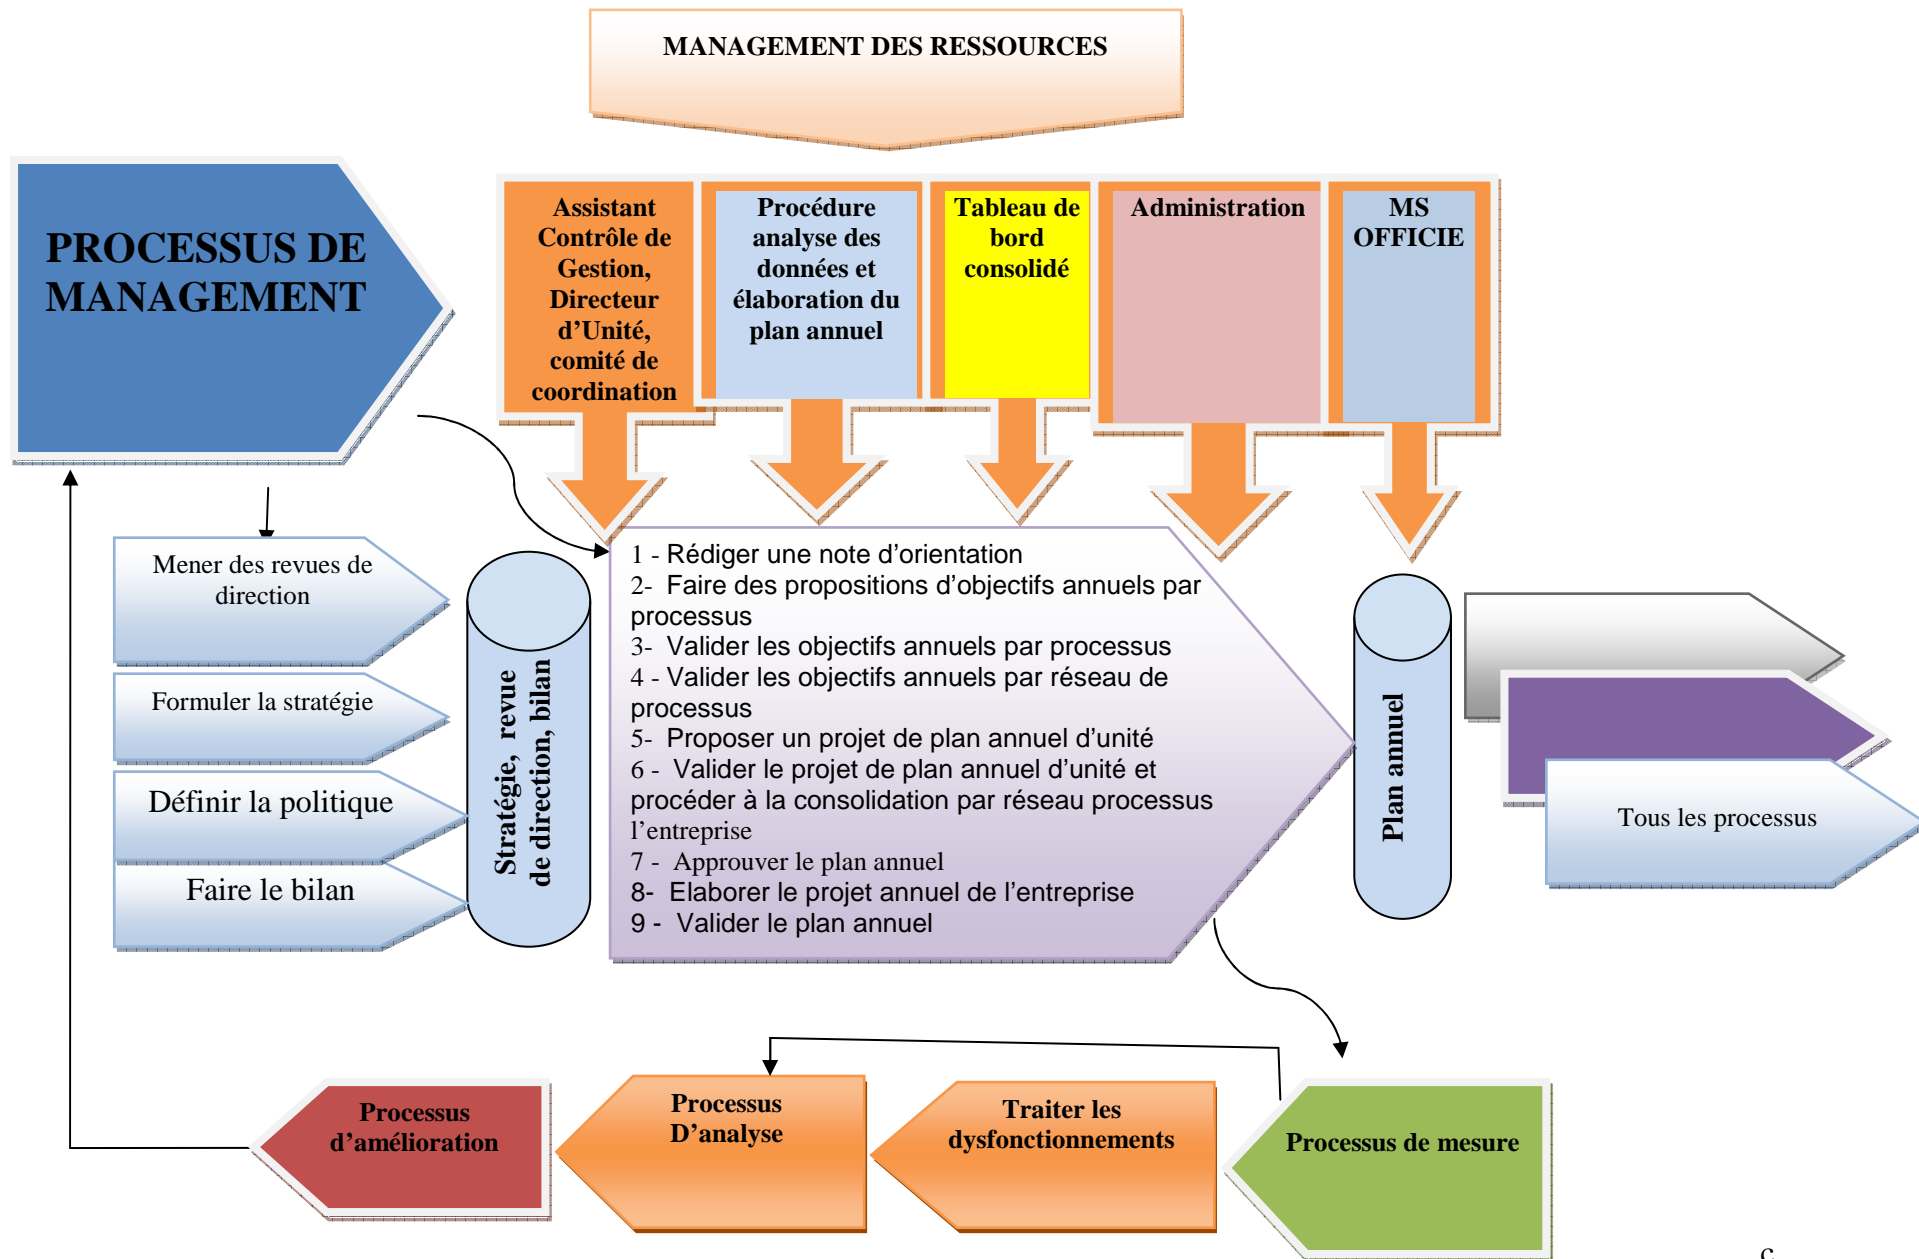 MANAGEMENT DES RESSOURCES
PROCESSUS DE
MANAGEMENT
Assistant
Contrôle de
Gestion,
Directeur
d’Unité,
comité de
coordination
Procédure
analyse des
données et
élaboration du
plan annuel
Tableau de
bord
consolidé
Administration
MS
OFFICIE
Mener des revues de
direction
Formuler la stratégie
Définir la politique
Faire le bilan
Stratégie, revue
de direction, bilan
1 - Rédiger une note d’orientation
2- Faire des propositions d’objectifs annuels par
processus
3- Valider les objectifs annuels par processus
4 - Valider les objectifs annuels par réseau de
processus
5- Proposer un projet de plan annuel d’unité
6 - Valider le projet de plan annuel d’unité et
procéder à la consolidation par réseau processus
l’entreprise
7 - Approuver le plan annuel
8- Elaborer le projet annuel de l’entreprise
9 - Valider le plan annuel
Plan annuel
Tous les processus
Processus
d’amélioration
Processus
D’analyse
Traiter les
dysfonctionnements
Processus de mesure